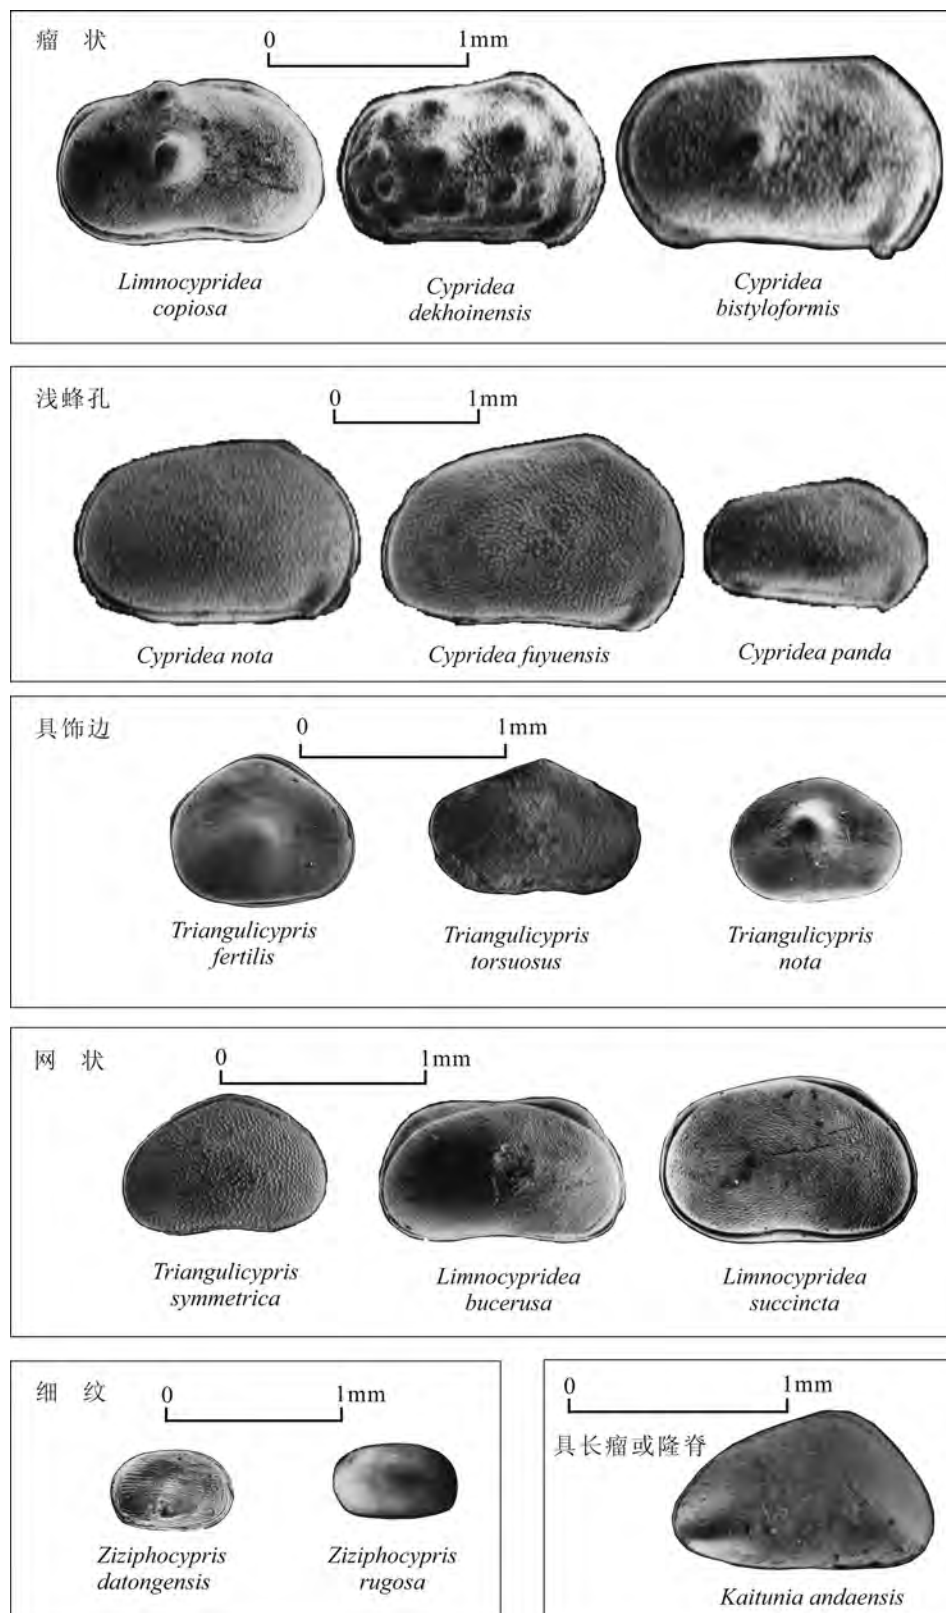 瘤 状
0 1mm
Limnocypridea
copiosa
Cypridea
dekhoinensis
Cypridea
bistyloformis
浅蜂孔
0 1mm
Cypridea nota
Cypridea fuyuensis
Cypridea panda
具饰边
0 1mm
Triangulicypris
fertilis
Triangulicypris
torsuosus
Triangulicypris
nota
网 状
0 1mm
Triangulicypris
symmetrica
Limnocypridea
bucerusa
Limnocypridea
succincta
细 纹
0 1mm
Ziziphocypris
datongensis
Ziziphocypris
rugosa
0 1mm
具长瘤或隆脊
Kaitunia andaensis